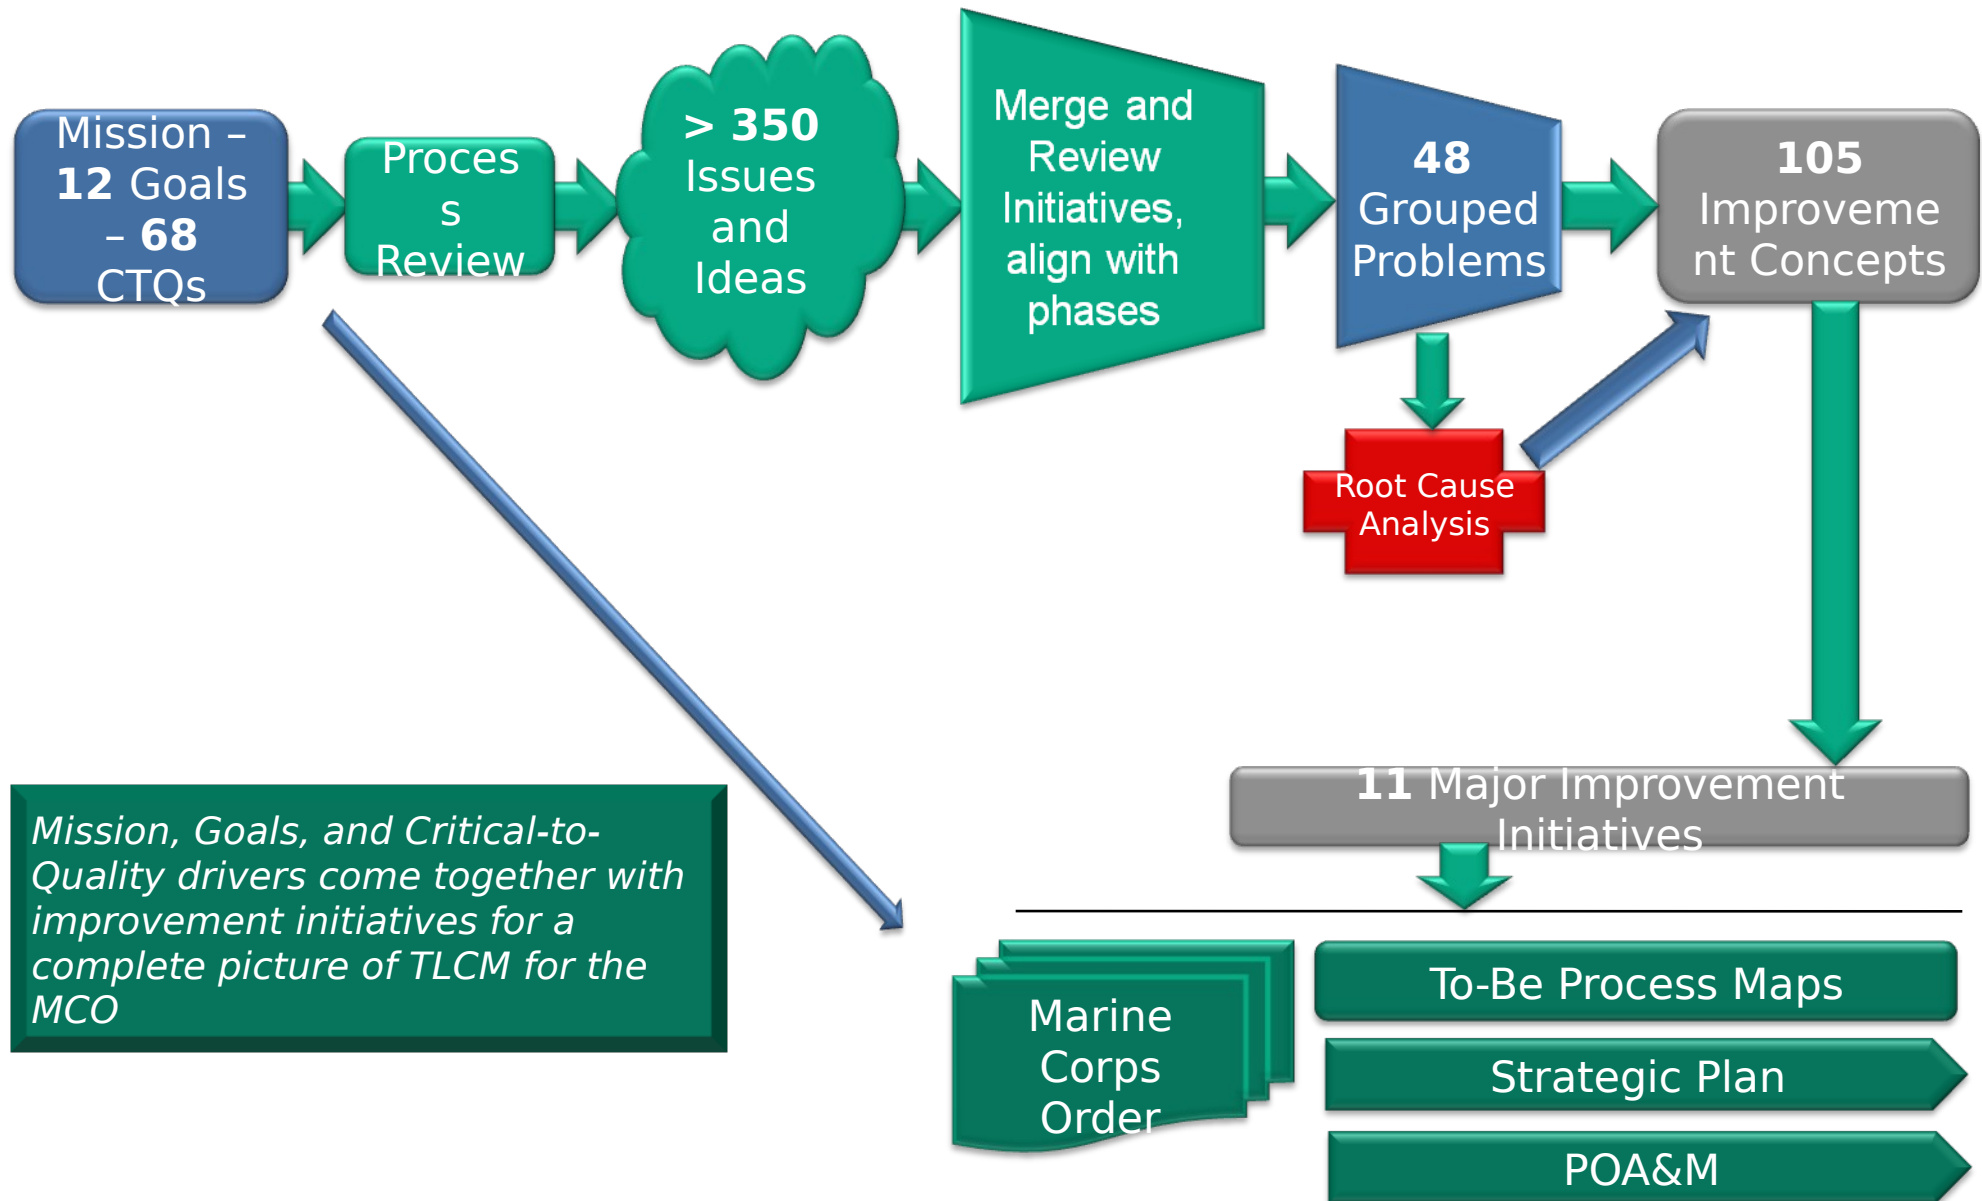 Mission –
12 Goals
– 68
CTQs
Proces
s
Review
> 350
Issues
and
Ideas
Merge and
Review
Initiatives,
align with
phases
48
Grouped
Problems
105
Improveme
nt Concepts
Root Cause
Analysis
11 Major Improvement
Initiatives
Mission, Goals, and Critical-to-
Quality drivers come together with
improvement initiatives for a
complete picture of TLCM for the
MCO
Marine
Corps
Order
To-Be Process Maps
Strategic Plan
POA&M